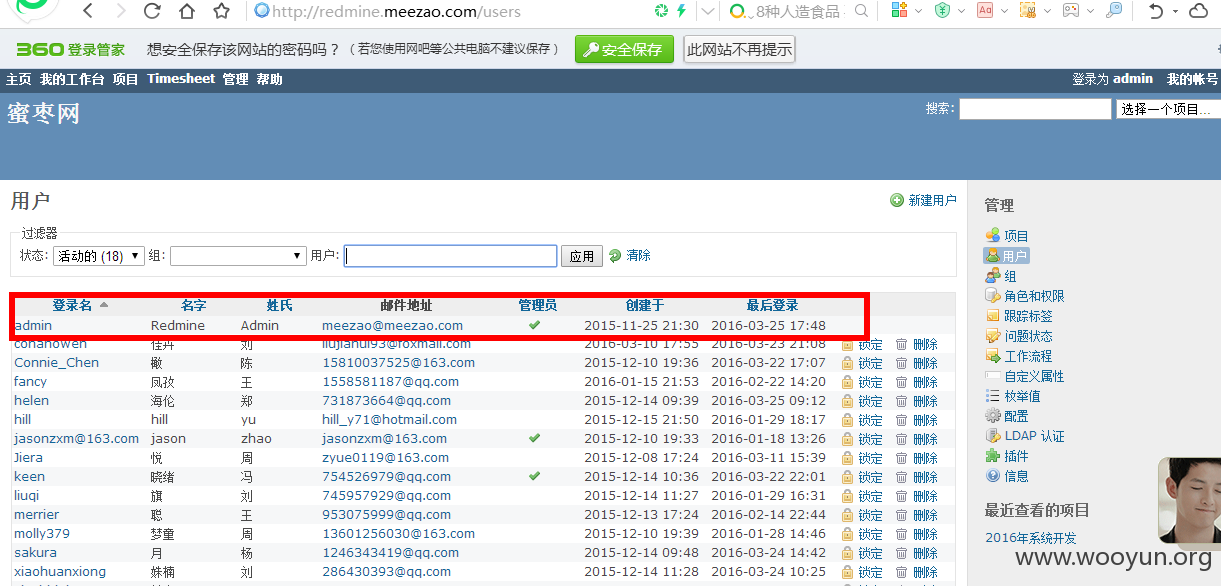 http://redmine.meezao.com/users 8种人造食品
360登录管家 想安全保存该网站的密码吗？（若您使用网吧等公共电脑不建议保存） 安全保存 此网站不再提示
主页 我的工作台 项目 Timesheet 管理 帮助 登录为 admin 我的帐号
蜜枣网 搜索: 选择一个项目...
用户 新建用户
过滤器
状态: 活动的 (18) 组: 用户: 应用 清除
登录名 名字 姓氏 邮件地址 管理员 创建于 最后登录
admin Redmine Admin meezao@meezao.com 2015-11-25 21:30 2016-03-25 17:48
conanowen 佳卉 刘 liujianui93@foxmail.com 2016-03-10 17:55 2016-03-23 21:08 锁定 删除
Connie_Chen 敬 陈 15810037525@163.com 2015-12-10 19:36 2016-03-22 17:07 锁定 删除
fancy 凤孜 王 1558581187@qq.com 2016-01-15 21:53 2016-02-22 14:20 锁定 删除
helen 海伦 郑 731873664@qq.com 2015-12-14 09:39 2016-03-25 09:12 锁定 删除
hill hill yu hill_y71@hotmail.com 2015-12-15 21:50 2016-01-29 18:17 锁定 删除
jasonzxm@163.com jason zhao jasonzxm@163.com 2015-12-10 19:33 2016-01-18 13:26 锁定 删除
Jiera 悦 周 zyue0119@163.com 2015-12-08 17:24 2016-03-11 15:39 锁定 删除
keen 晓绪 冯 754526979@qq.com 2015-12-14 10:36 2016-03-22 22:01 锁定 删除
liuqi 旗 刘 745957929@qq.com 2015-12-14 11:27 2016-01-29 16:31 锁定 删除
merrier 聪 王 953075999@qq.com 2015-12-13 17:24 2016-02-14 22:44 锁定 删除
molly379 梦童 周 13601256030@163.com 2015-12-10 19:39 2016-01-28 14:46 锁定 删除
sakura 月 杨 1246343419@qq.com 2015-12-14 09:48 2016-03-24 14:42 锁定 删除
xiaohuanxiong 姝楠 刘 286430393@qq.com 2015-12-14 11:28 2016-03-24 10:25 锁定 删除
管理
项目
用户
组
角色和权限
跟踪标签
问题状态
工作流程
自定义属性
枚举值
配置
LDAP 认证
插件
信息
最近查看的项目
2016年系统开发
www.wooyun.org